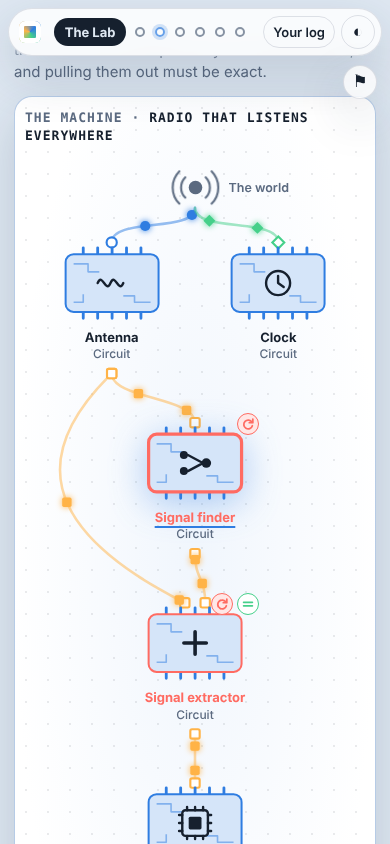 The Lab
Your log
and pulling them out must be exact.
THE MACHINE · RADIO THAT LISTENS
EVERYWHERE
The world
Antenna
Circuit
Clock
Circuit
Signal finder
Circuit
Signal extractor
Circuit